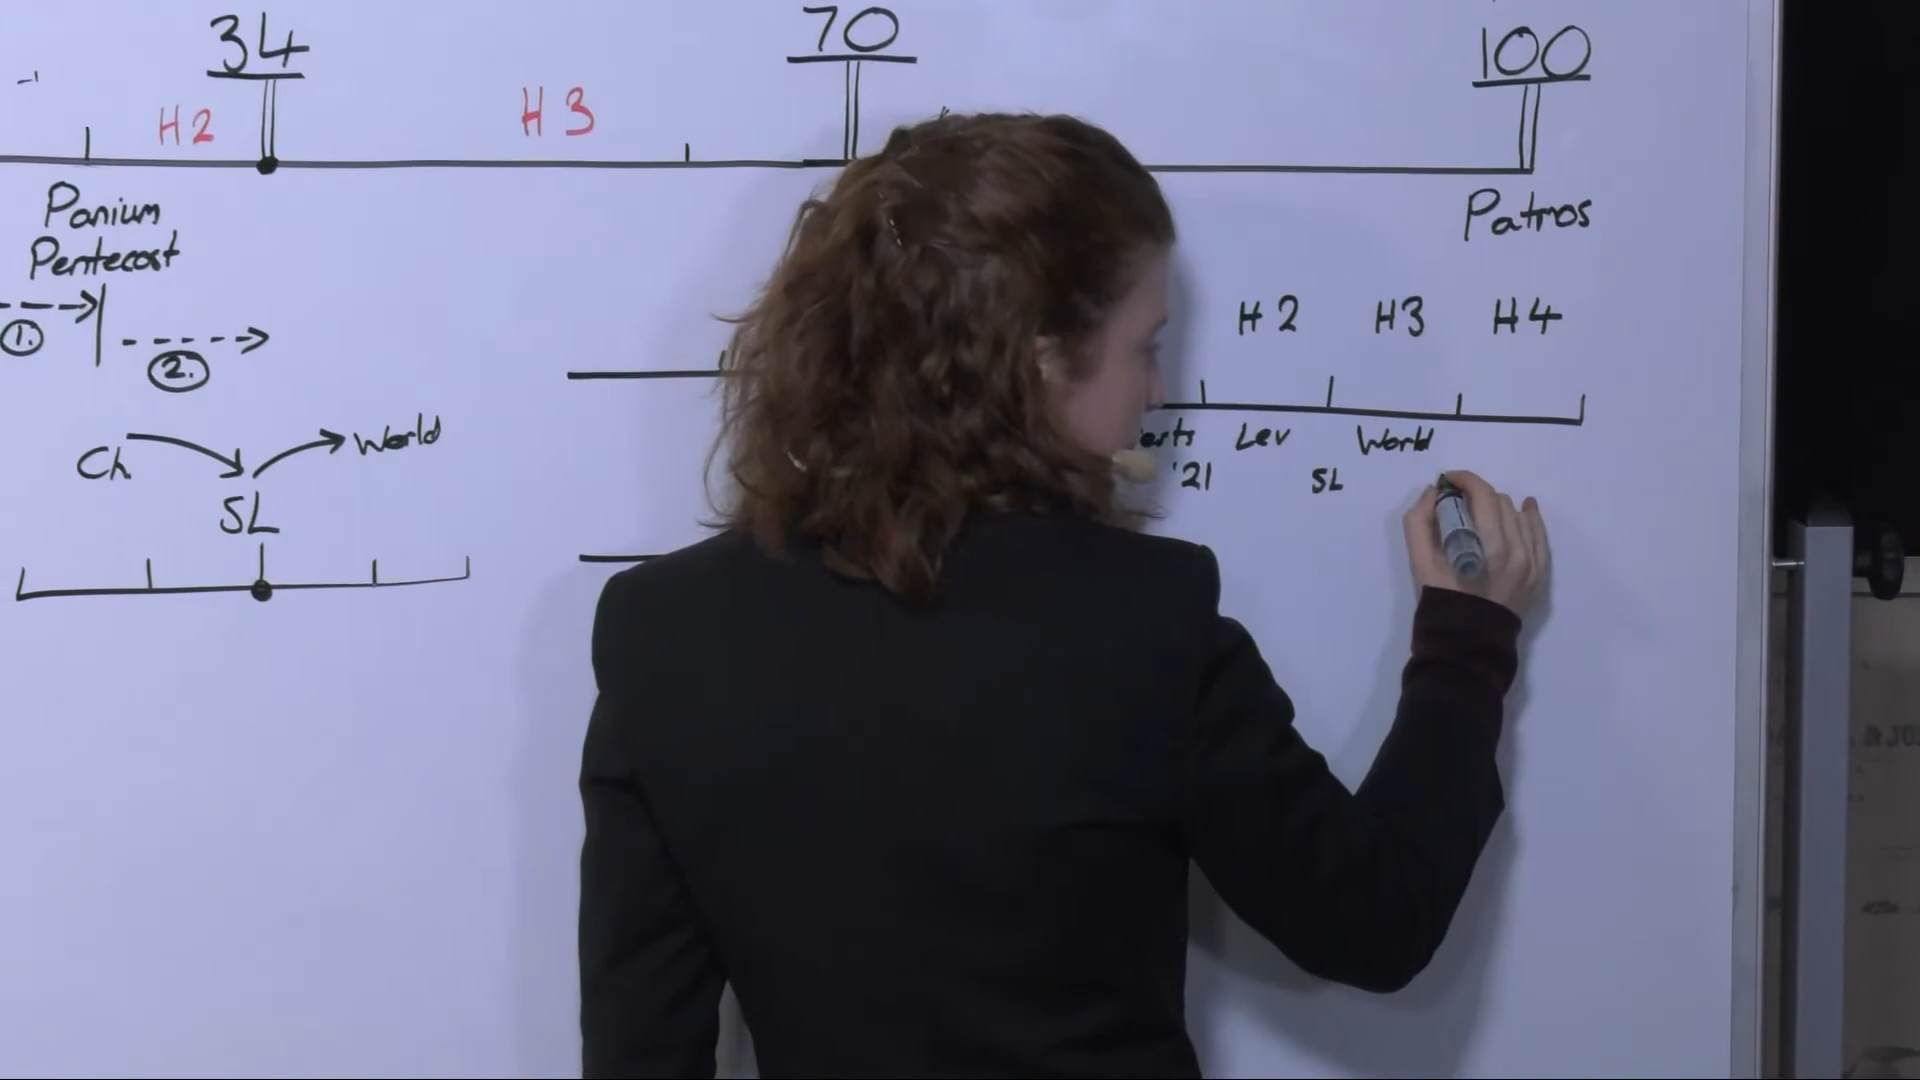 34
70
100
H2
H3
Panium
Pentecost
Patmos
1.
2.
H2
H3
H4
Ch
World
SL
Lev
World
'21
SL